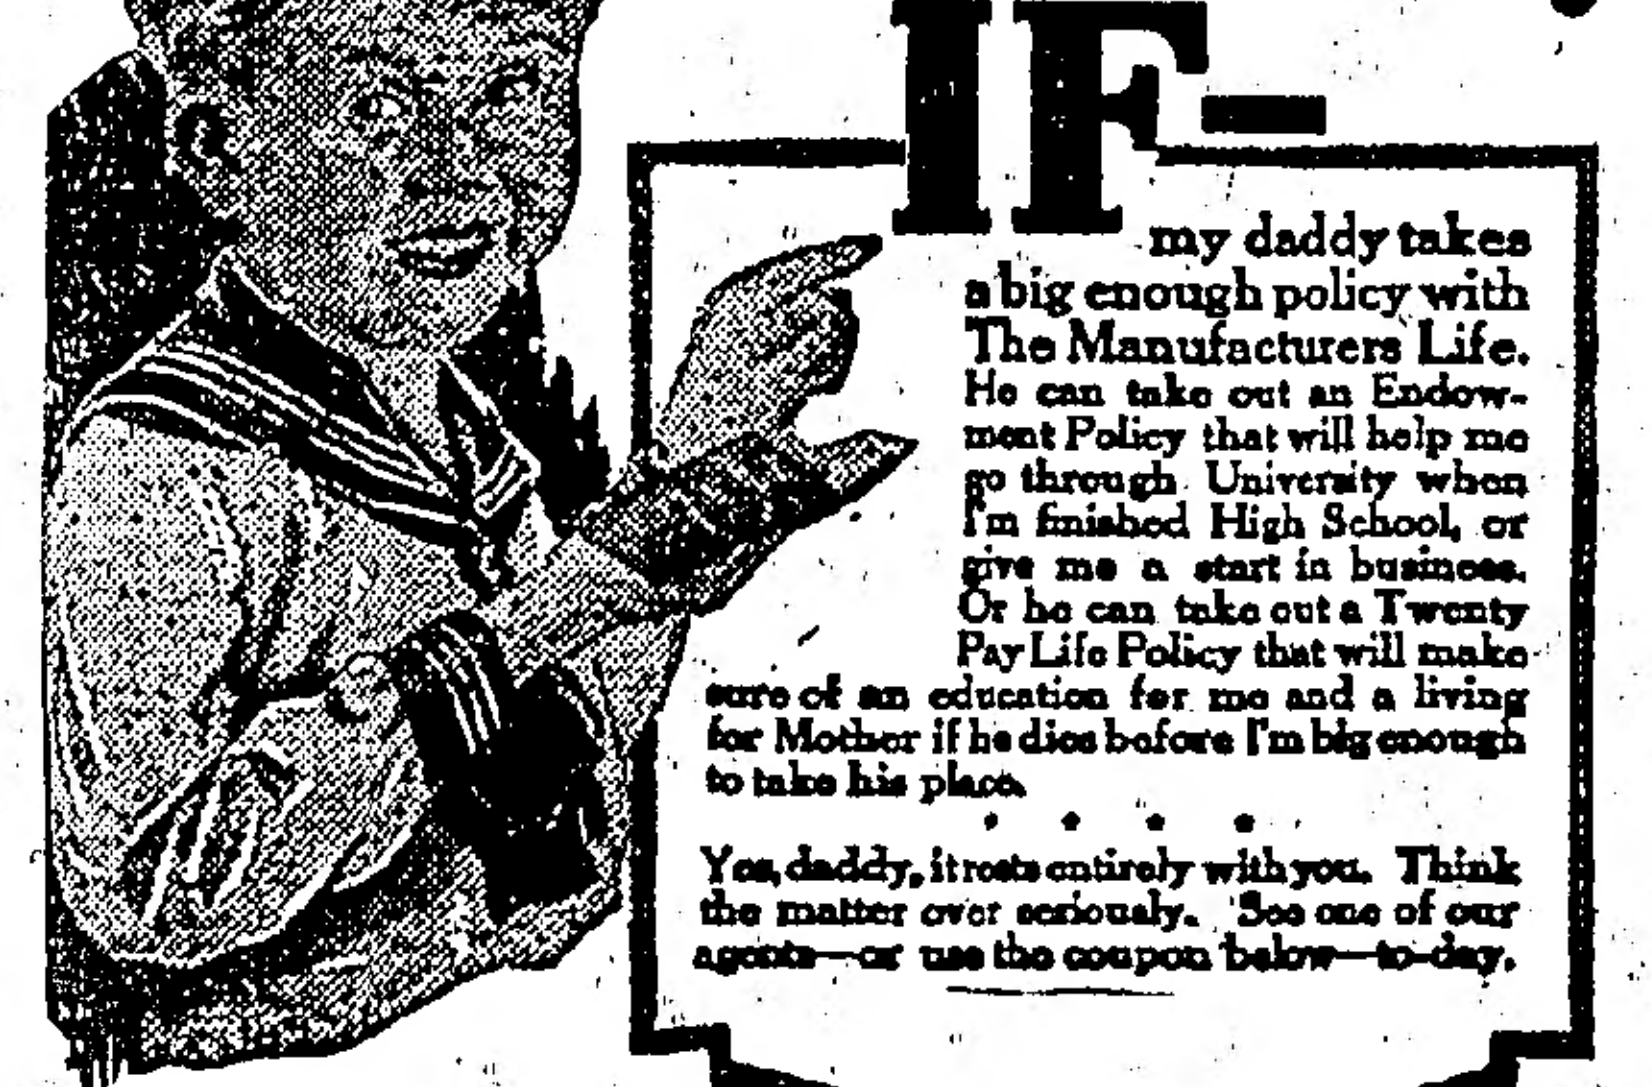 IF—
my daddy takes
a big enough policy with
The Manufacturers Life.
He can take out an Endow-
ment Policy that will help me
go through University when
I'm finished High School, or
give me a start in business.
Or he can take out a Twenty
Pay Life Policy that will make
sure of an education for me and a living
for Mother if he dies before I'm big enough
to take his place.
Yes, daddy, it rests entirely with you. Think
the matter over seriously. See one of our
agents—or use the coupon below—to-day.